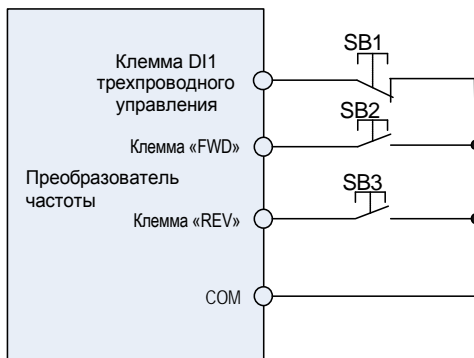 Клемма DI1
трехпроводного
управления
SB1
SB2
Клемма «FWD»
Преобразователь
частоты
SB3
Клемма «REV»
COM